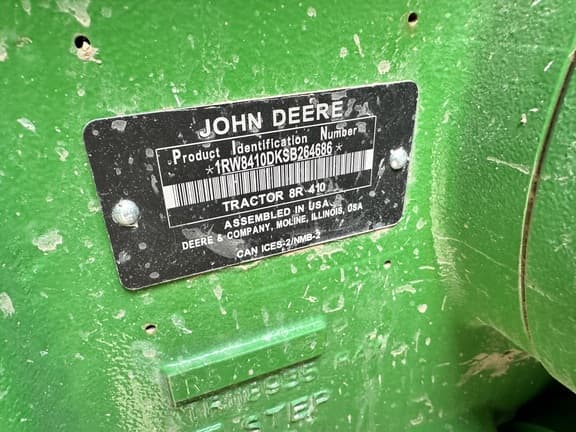 JOHN DEERE
Product Identification Number
*1RW8410DKSB264686*
TRACTOR 8R 410
ASSEMBLED IN USA
DEERE & COMPANY, MOLINE, ILLINOIS, USA
CAN ICES-2/NMB-2
STEP